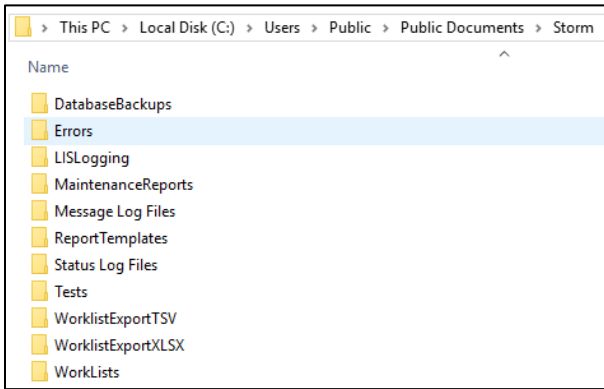 This PC > Local Disk (C:) > Users > Public > Public Documents > Storm
Name
DatabaseBackups
Errors
LISLogging
MaintenanceReports
Message Log Files
ReportTemplates
Status Log Files
Tests
WorklistExportTSV
WorklistExportXLSX
WorkLists